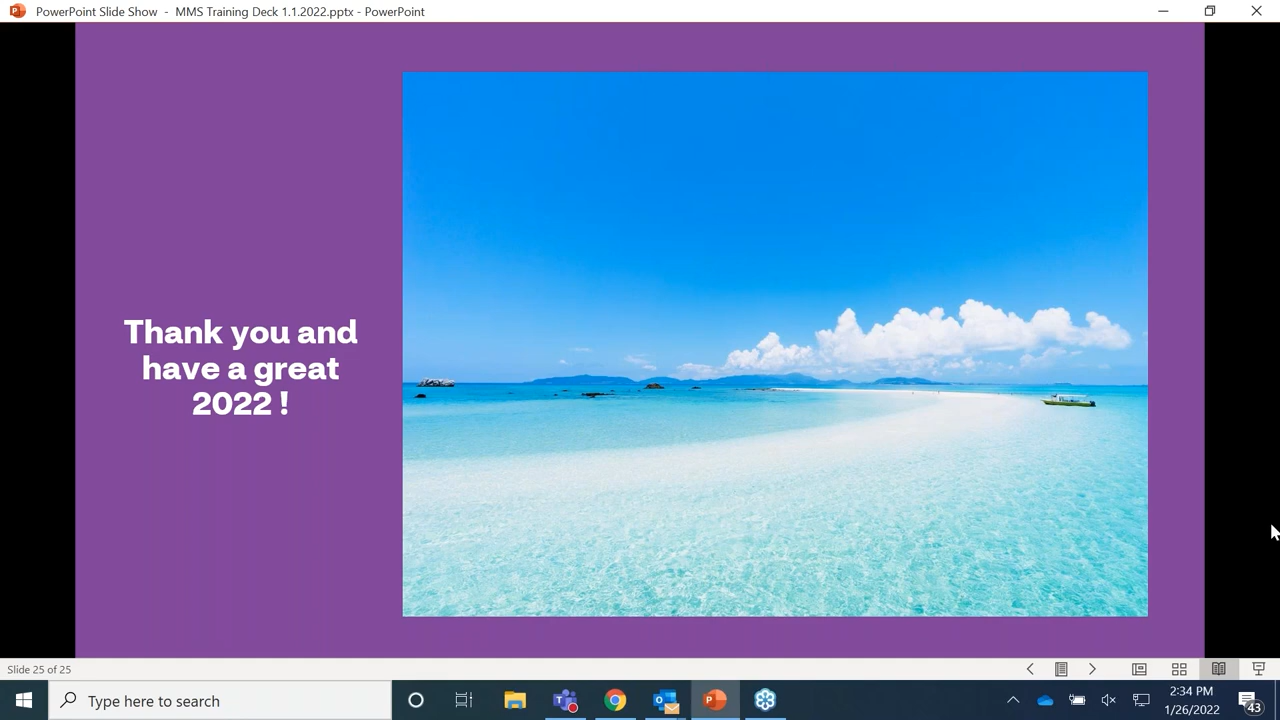 PowerPoint Slide Show - MMS Training Deck 1.1.2022.pptx - PowerPoint
Thank you and
have a great
2022 !
Slide 25 of 25
Type here to search
2:34 PM
1/26/2022
43